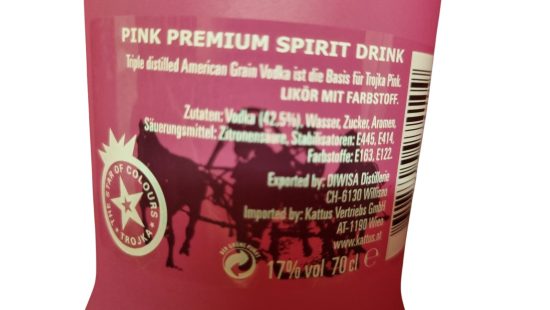 PINK PREMIUM SPIRIT DRINK
Triple distilled American Grain Vodka ist die Basis für Trojka Pink.
LIKÖR MIT FARBSTOFF.
Zutaten: Vodka (42,5%), Wasser, Zucker, Aromen,
Säuerungsmittel: Zitronensäure, Stabilisatoren: E445, E414,
Farbstoffe: E163, E122.
Exported by: DIWISA Distillerie
CH-6130 Willisau
Imported by: Kattus Vertriebs GmbH
AT-1190 Wien
www.kattus.at
THE STAR OF COLOURS
TROJKA
DER GRÜNE PUNKT
17% vol 70 cl e